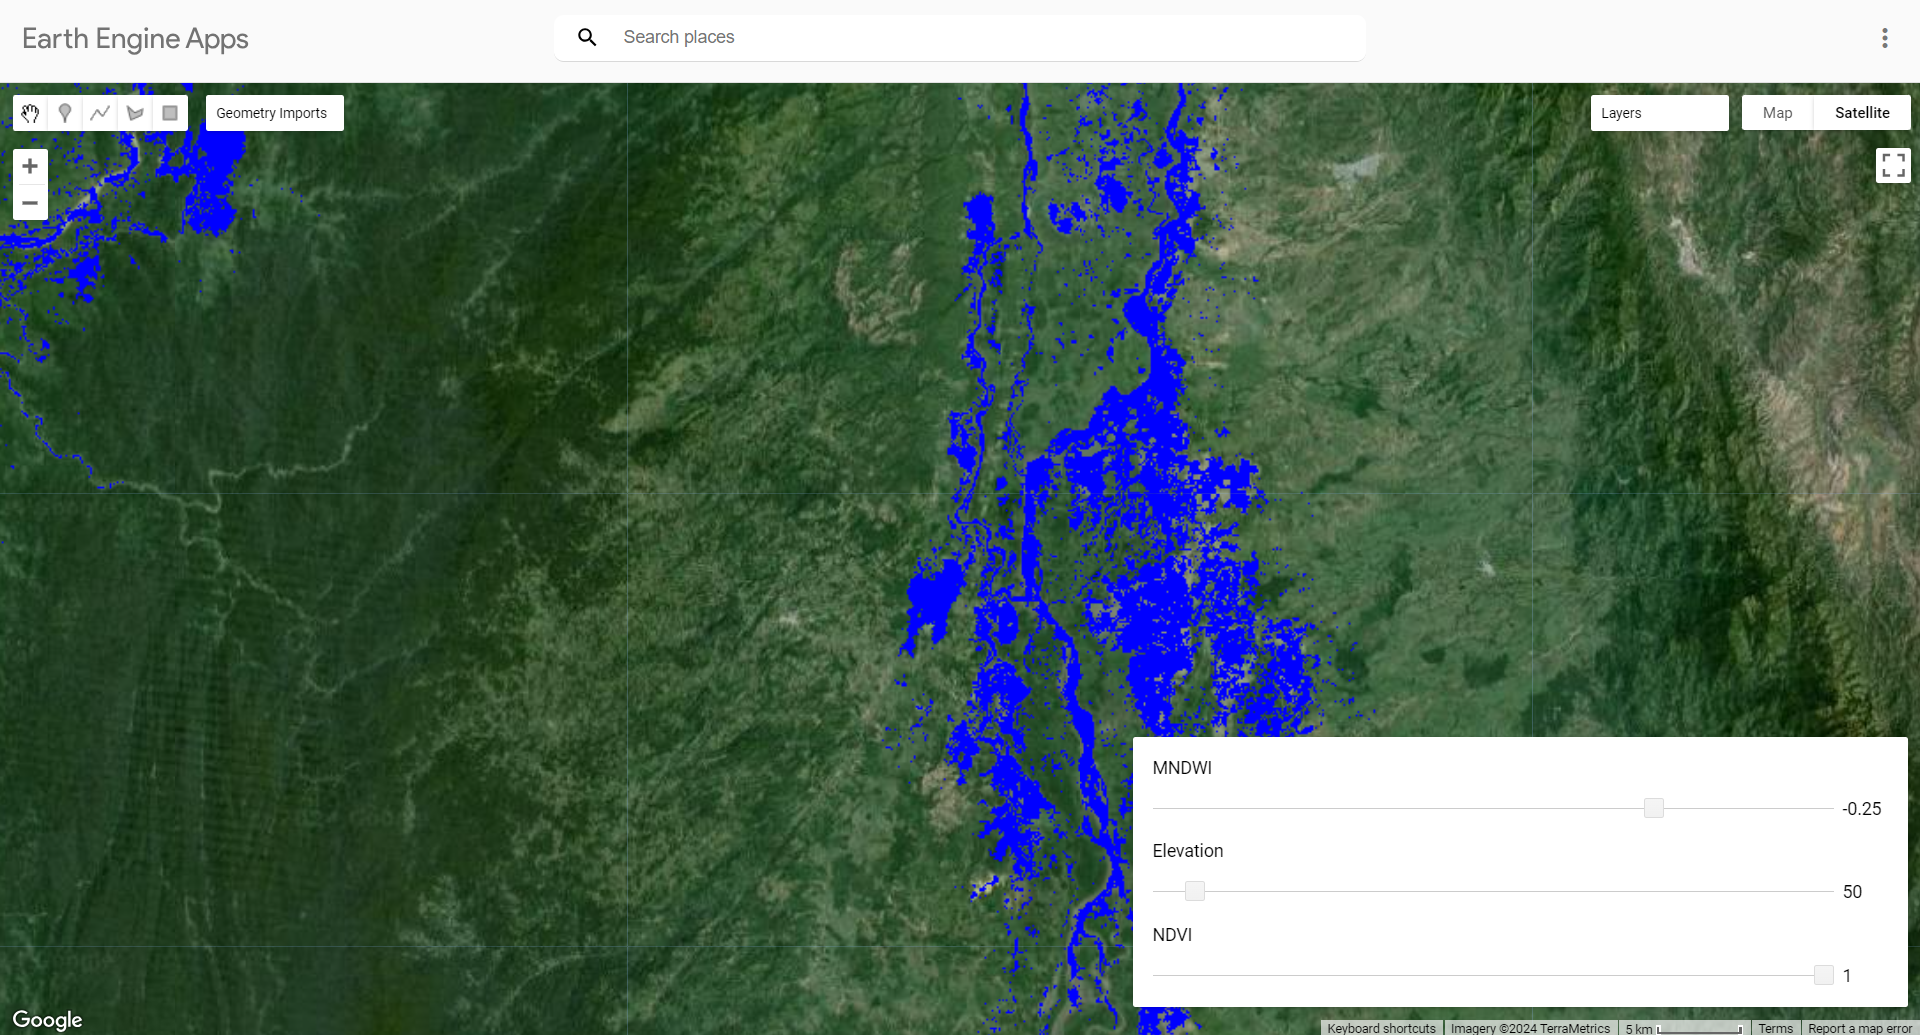 Earth Engine Apps
Search places
Geometry Imports
Layers
Map
Satellite
+
−
MNDWI
-0.25
Elevation
50
NDVI
1
Google
Keyboard shortcuts
Imagery ©2024 TerraMetrics
5 km
Terms
Report a map error